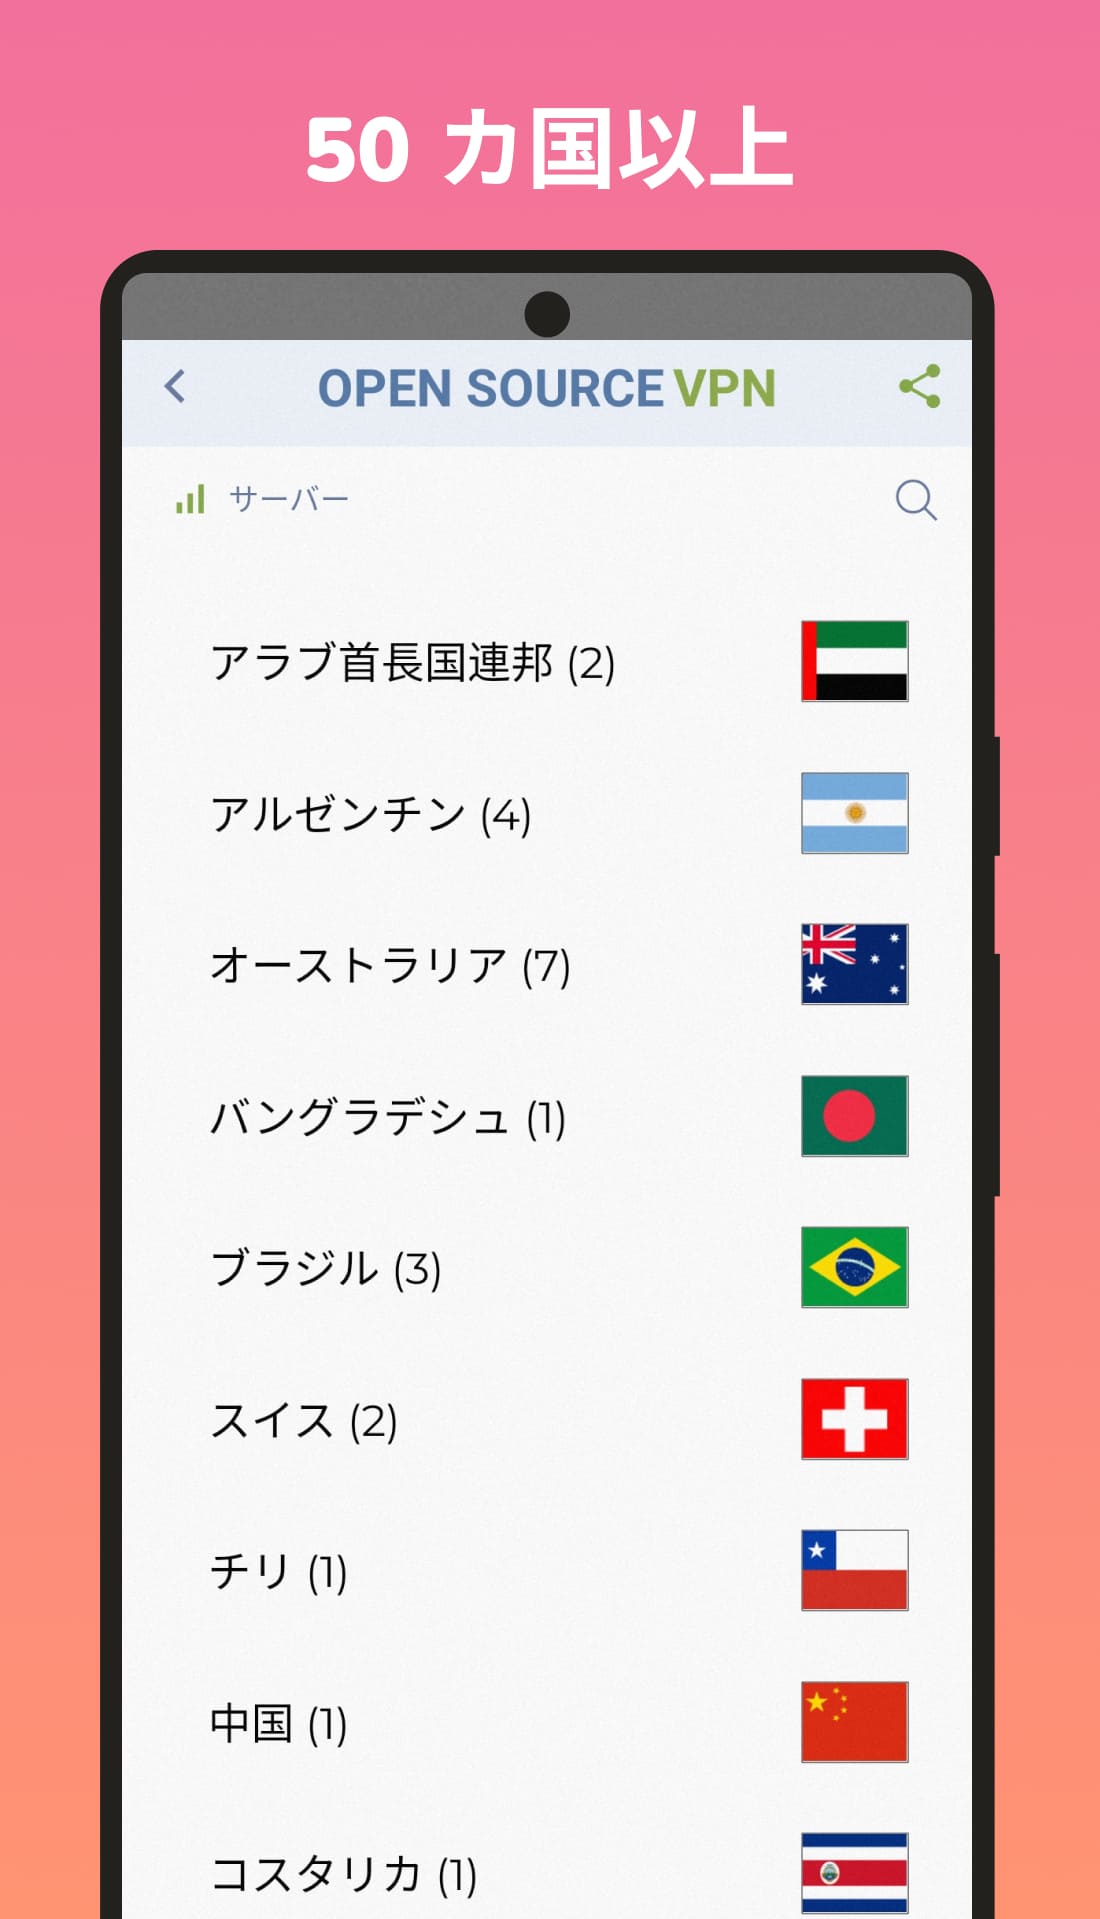 50 カ国以上
OPEN SOURCE VPN
サーバー
アラブ首長国連邦 (2)
アルゼンチン (4)
オーストラリア (7)
バングラデシュ (1)
ブラジル (3)
スイス (2)
チリ (1)
中国 (1)
コスタリカ (1)